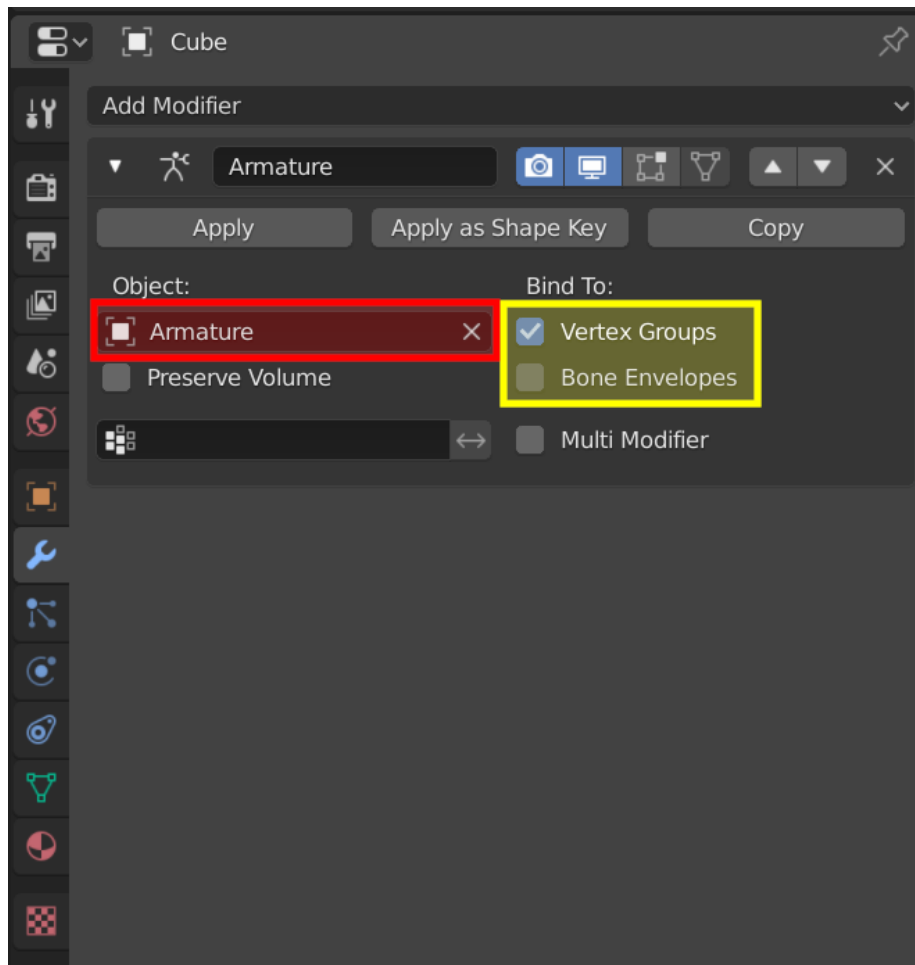 Cube
Add Modifier
Armature
Apply Apply as Shape Key Copy
Object: Bind To:
Armature Vertex Groups
Preserve Volume Bone Envelopes
Multi Modifier